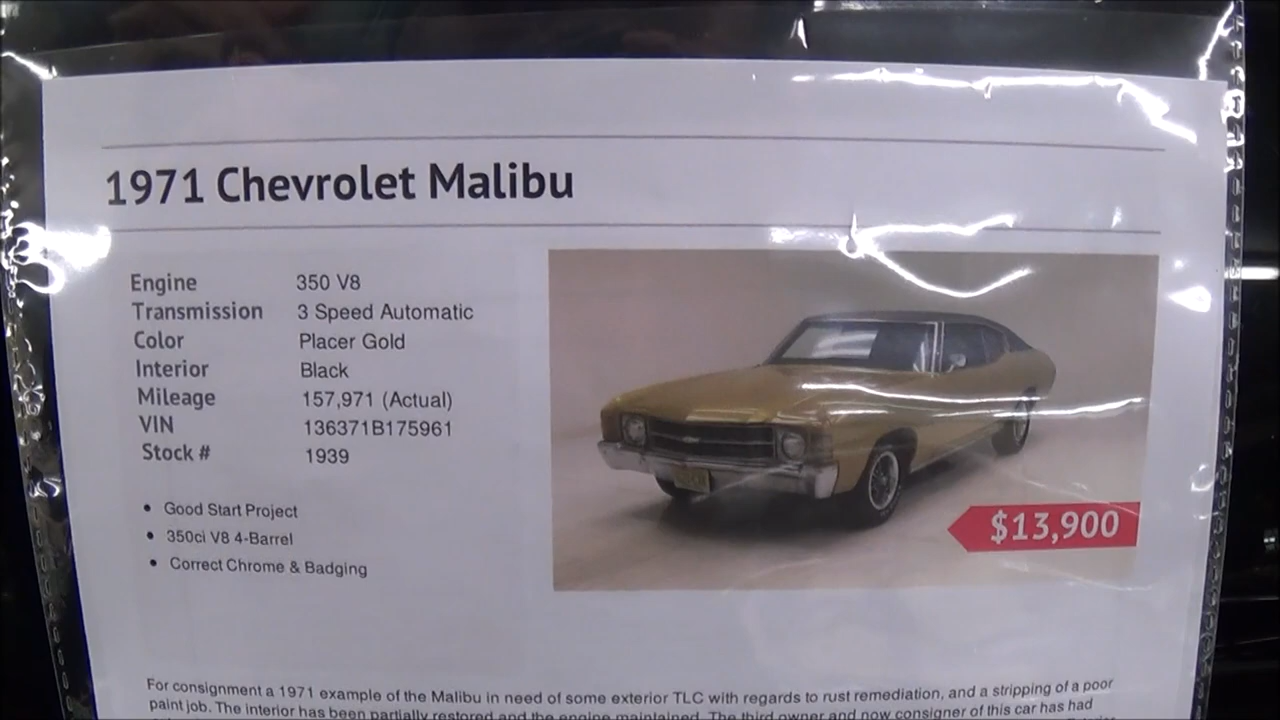 1971 Chevrolet Malibu
Engine 350 V8
Transmission 3 Speed Automatic
Color Placer Gold
Interior Black
Mileage 157,971 (Actual)
VIN 136371B175961
Stock # 1939
• Good Start Project
• 350ci V8 4-Barrel
• Correct Chrome & Badging
$13,900
For consignment a 1971 example of the Malibu in need of some exterior TLC with regards to rust remediation, and a stripping of a poor
paint job. The interior has been partially restored and the engine maintained. The third owner and now consigner of this car has had